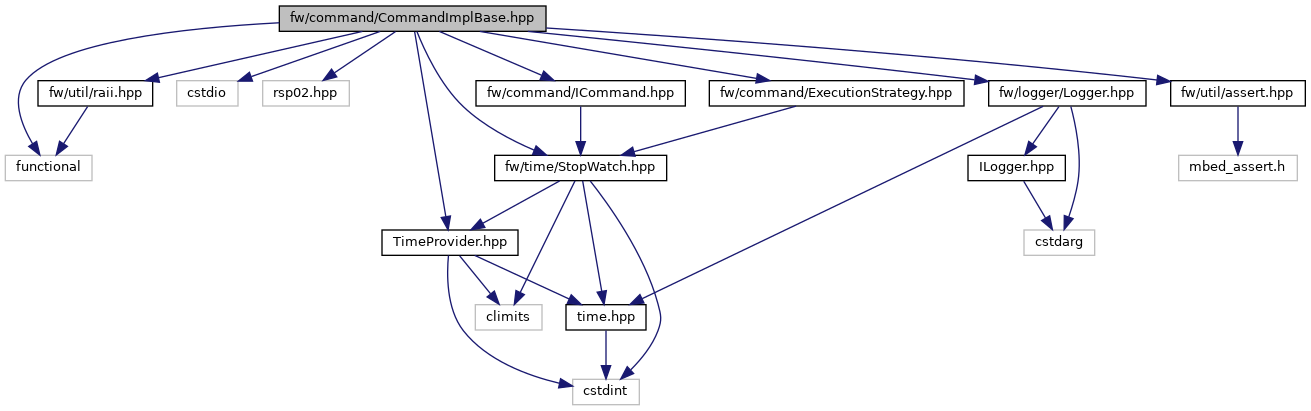 fw/command/CommandImplBase.hpp
fw/util/raii.hpp
cstdio
rsp02.hpp
fw/command/ICommand.hpp
fw/command/ExecutionStrategy.hpp
fw/logger/Logger.hpp
fw/util/assert.hpp
functional
fw/time/StopWatch.hpp
ILogger.hpp
mbed_assert.h
TimeProvider.hpp
cstdarg
climits
time.hpp
cstdint